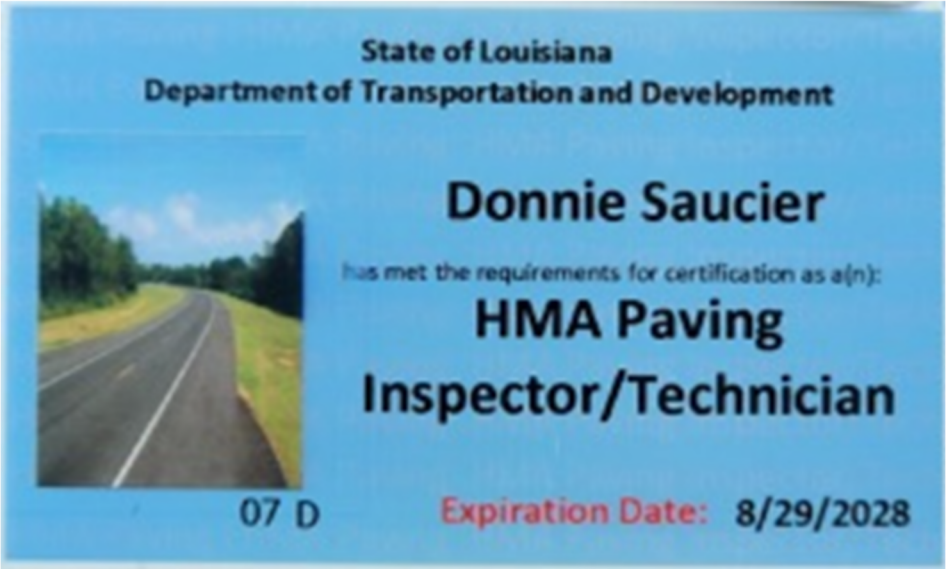 State of Louisiana
Department of Transportation and Development
Donnie Saucier
has met the requirements for certification as a(n):
HMA Paving
Inspector/Technician
07 D
Expiration Date: 8/29/2028